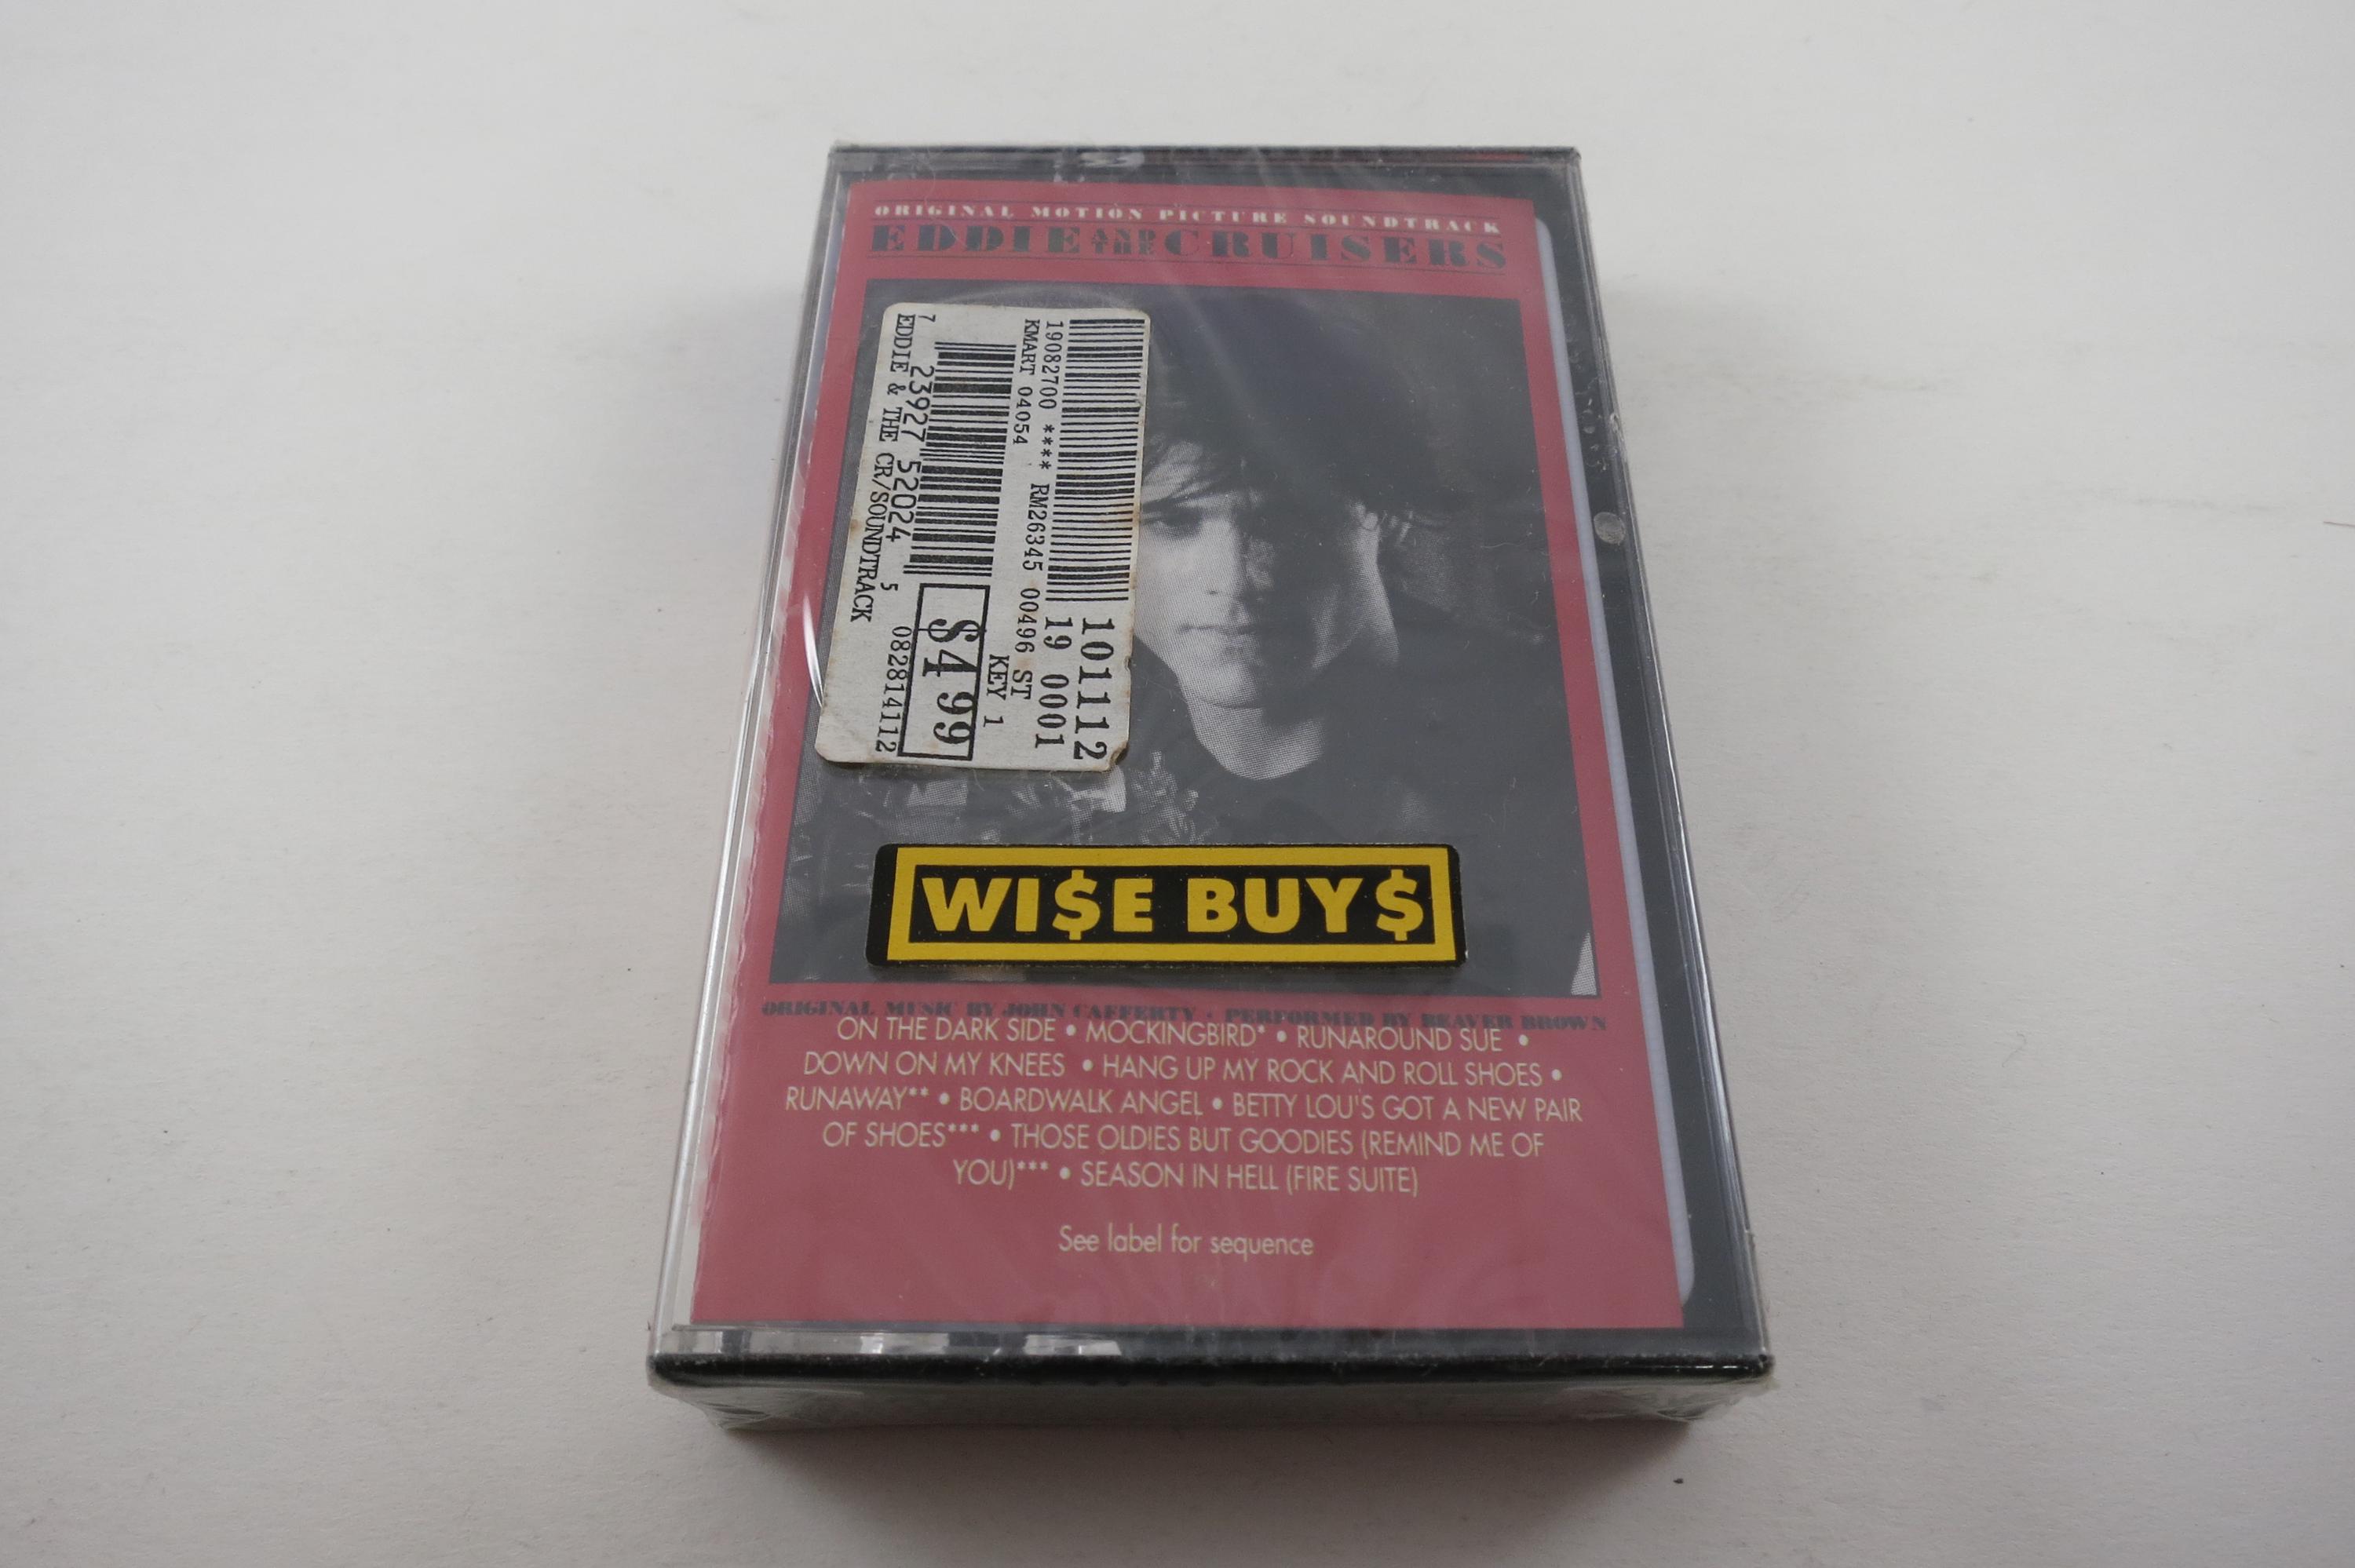 ORIGINAL MOTION PICTURE SOUNDTRACK
EDDIE AND THE CRUISERS
101112
19 0001
19082700 **** RM26345 00496 ST
KMART 04054
KEY 1
$4 99
7 23927 52024 5
082814112
EDDIE & THE CR/SOUNDTRACK
WI$E BUY$
ORIGINAL MUSIC BY JOHN CAFFERTY • PERFORMED BY BEAVER BROWN
ON THE DARK SIDE • MOCKINGBIRD* • RUNAROUND SUE •
DOWN ON MY KNEES • HANG UP MY ROCK AND ROLL SHOES •
RUNAWAY** • BOARDWALK ANGEL • BETTY LOU'S GOT A NEW PAIR
OF SHOES*** • THOSE OLDIES BUT GOODIES (REMIND ME OF
YOU)*** • SEASON IN HELL (FIRE SUITE)
See label for sequence